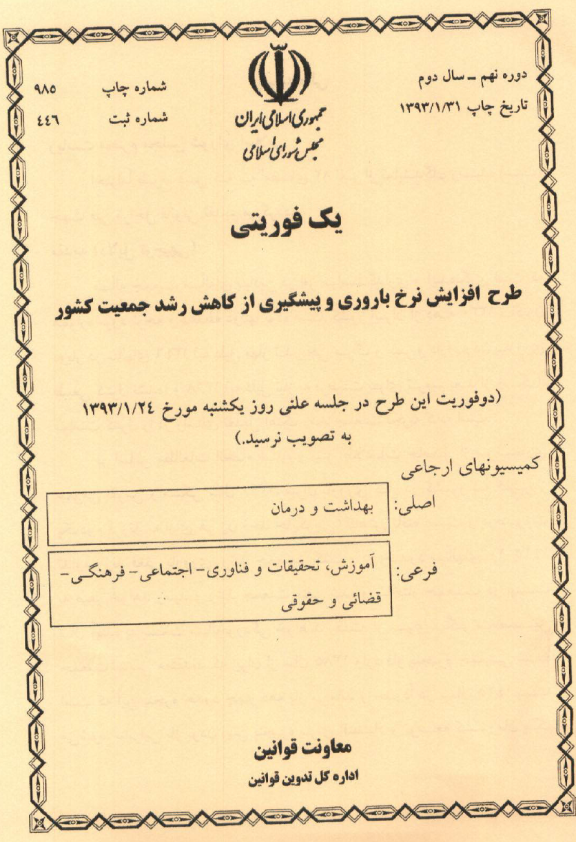 دوره نهم – سال دوم
تاریخ چاپ ۱۳۹۳/۱/۳۱
جمهوری اسلامی ایران
مجلس شورای اسلامی
شماره چاپ ۹۸۵
شماره ثبت ۴۴۶
یک فوریتی
طرح افزایش نرخ باروری و پیشگیری از کاهش رشد جمعیت کشور
(دوفوریت این طرح در جلسه علنی روز یکشنبه مورخ ۱۳۹۳/۱/۲۴
به تصویب نرسید.)
کمیسیونهای ارجاعی
اصلی: بهداشت و درمان
فرعی: آموزش، تحقیقات و فناوری- اجتماعی- فرهنگی-
قضائی و حقوقی
معاونت قوانین
اداره کل تدوین قوانین